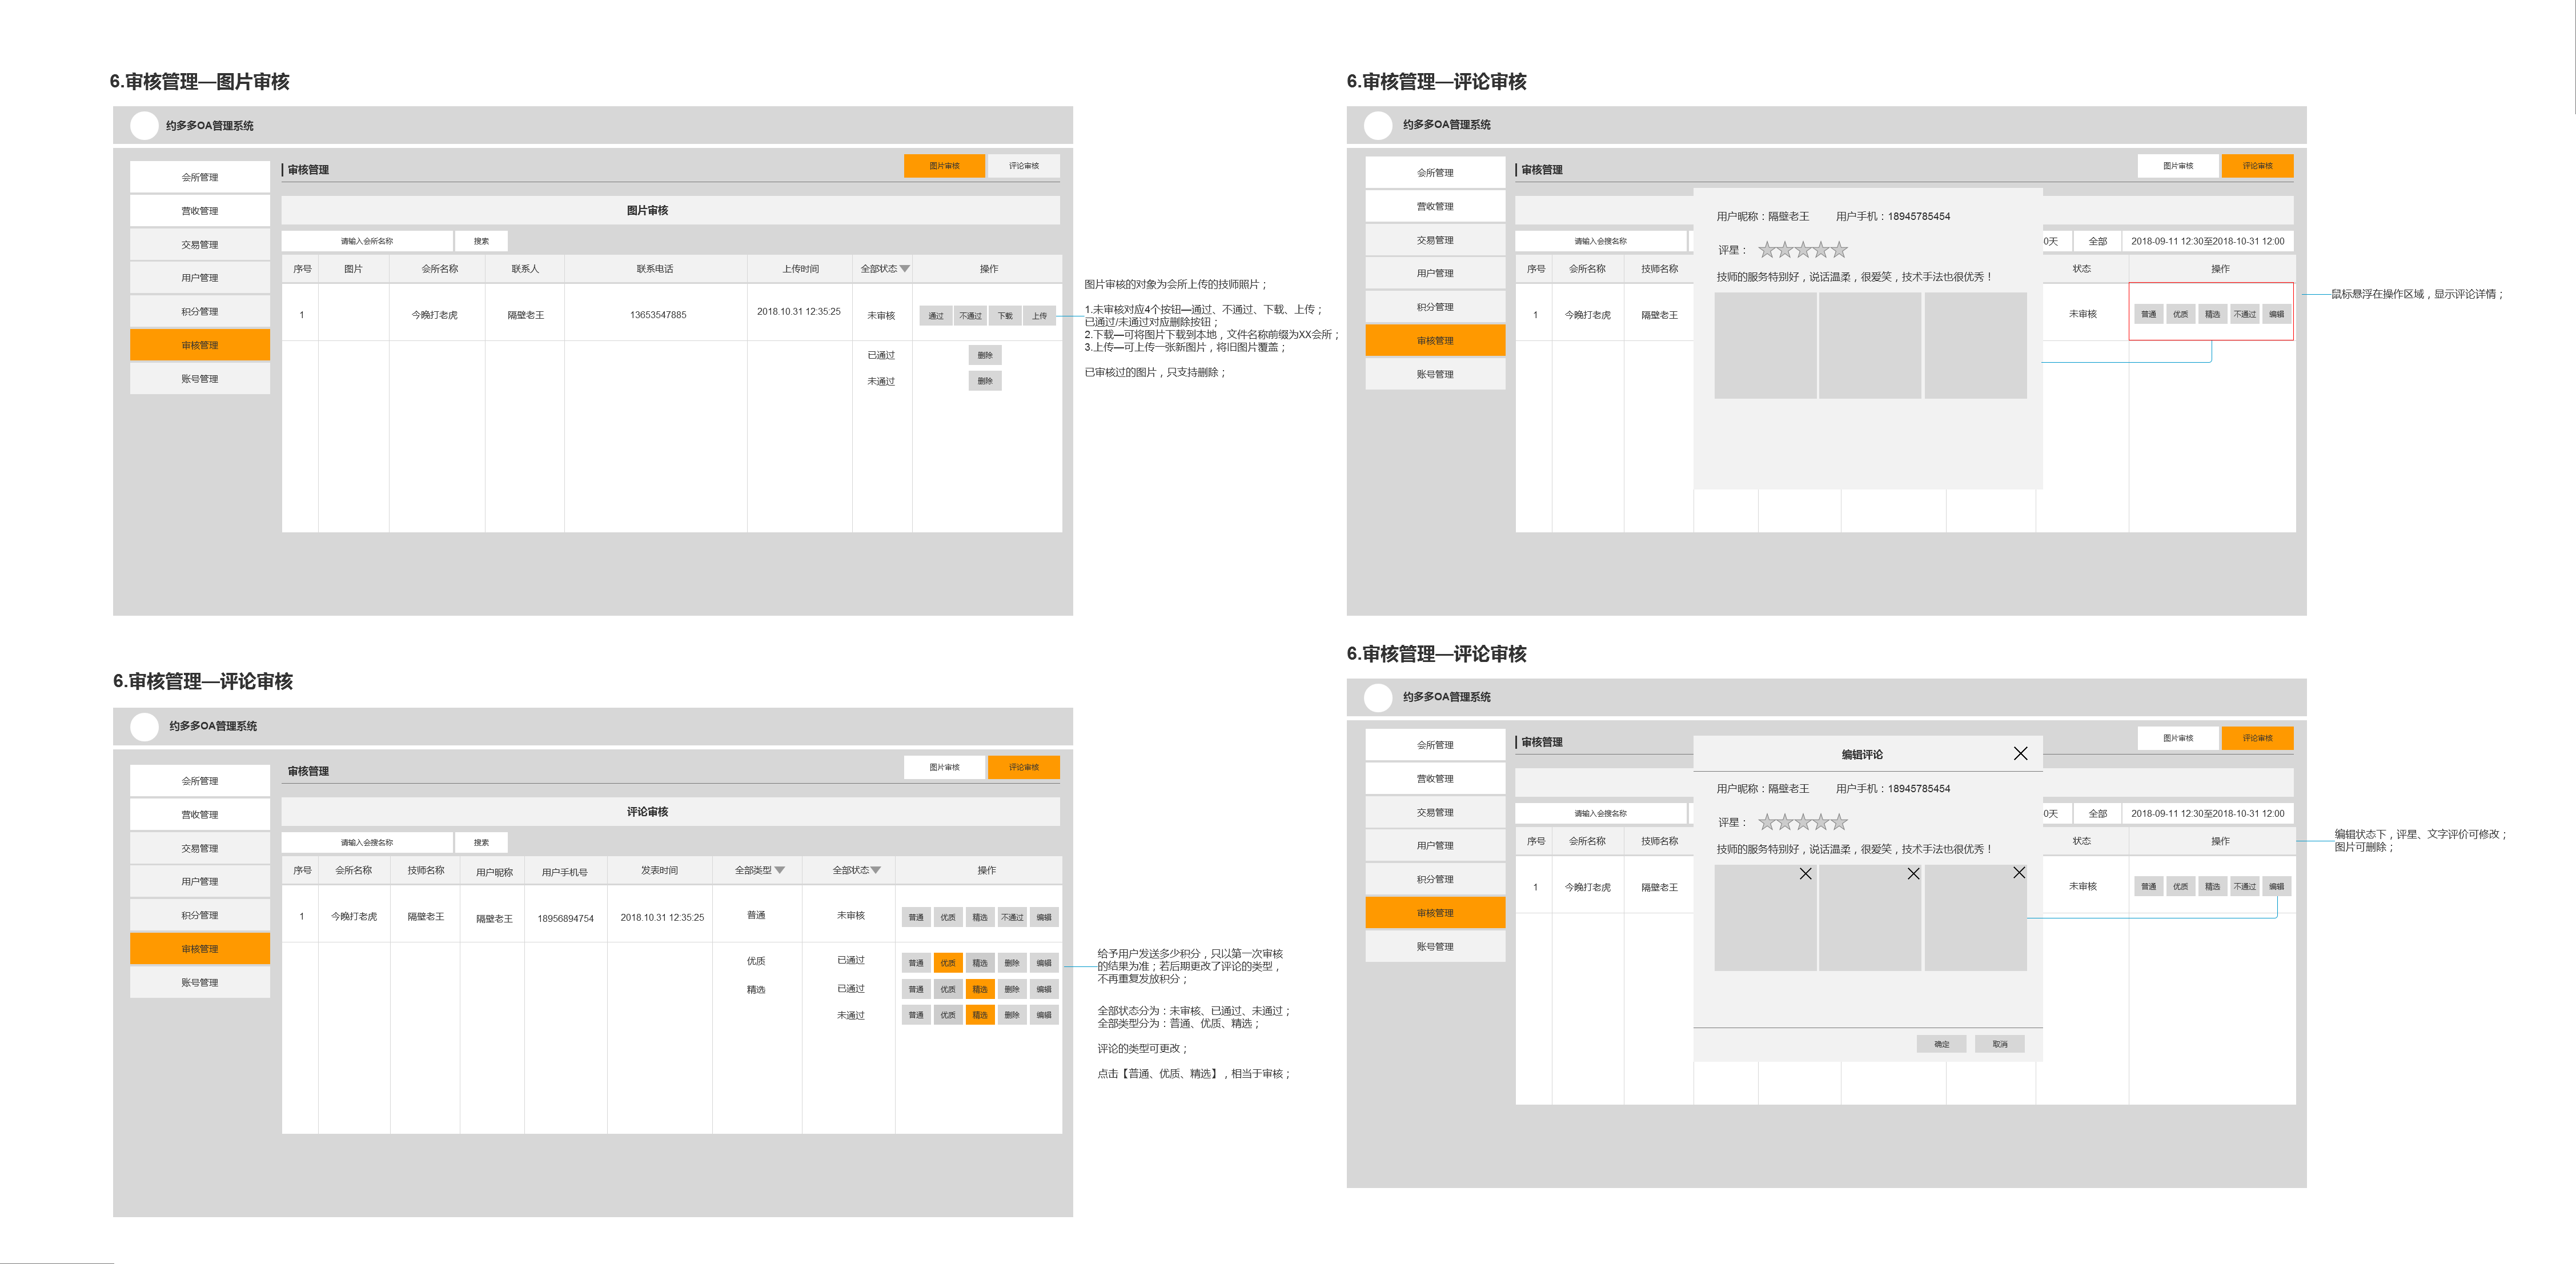 6.审核管理—图片审核
约多多OA管理系统
会所管理
营收管理
交易管理
用户管理
积分管理
审核管理
账号管理
审核管理
图片审核
评论审核
图片审核
请输入会所名称
搜索
序号 图片 会所名称 联系人 联系电话 上传时间 全部状态 操作
1 今晚打老虎 隔壁老王 13653547885 2018.10.31 12:35:25 未审核 通过 不通过 下载 上传
已通过 删除
未通过 删除
图片审核的对象为会所上传的技师照片；
1.未审核对应4个按钮—通过、不通过、下载、上传；
已通过/未通过对应删除按钮；
2.下载—可将图片下载到本地，文件名称前缀为XX会所；
3.上传—可上传一张新图片，将旧图片覆盖；
已审核过的图片，只支持删除；
6.审核管理—评论审核
约多多OA管理系统
会所管理
营收管理
交易管理
用户管理
积分管理
审核管理
账号管理
审核管理
图片审核
评论审核
请输入会搜名称
0天 全部 2018-09-11 12:30至2018-10-31 12:00
序号 会所名称 技师名称 状态 操作
1 今晚打老虎 隔壁老王 未审核 普通 优质 精选 不通过 编辑
用户昵称：隔壁老王 用户手机：18945785454
评星：
技师的服务特别好，说话温柔，很爱笑，技术手法也很优秀！
鼠标悬浮在操作区域，显示评论详情；
6.审核管理—评论审核
约多多OA管理系统
会所管理
营收管理
交易管理
用户管理
积分管理
审核管理
账号管理
审核管理
图片审核
评论审核
评论审核
请输入会搜名称
搜索
序号 会所名称 技师名称 用户昵称 用户手机号 发表时间 全部类型 全部状态 操作
1 今晚打老虎 隔壁老王 隔壁老王 18956894754 2018.10.31 12:35:25 普通 未审核 普通 优质 精选 不通过 编辑
优质 已通过 普通 优质 精选 删除 编辑
精选 已通过 普通 优质 精选 删除 编辑
未通过 普通 优质 精选 删除 编辑
给予用户发送多少积分，只以第一次审核
的结果为准；若后期更改了评论的类型，
不再重复发放积分；
全部状态分为：未审核、已通过、未通过；
全部类型分为：普通、优质、精选；
评论的类型可更改；
点击【普通、优质、精选】，相当于审核；
6.审核管理—评论审核
约多多OA管理系统
会所管理
营收管理
交易管理
用户管理
积分管理
审核管理
账号管理
审核管理
图片审核
评论审核
请输入会搜名称
0天 全部 2018-09-11 12:30至2018-10-31 12:00
序号 会所名称 技师名称 状态 操作
1 今晚打老虎 隔壁老王 未审核 普通 优质 精选 不通过 编辑
编辑评论
用户昵称：隔壁老王 用户手机：18945785454
评星：
技师的服务特别好，说话温柔，很爱笑，技术手法也很优秀！
确定 取消
编辑状态下，评星、文字评价可修改；
图片可删除；